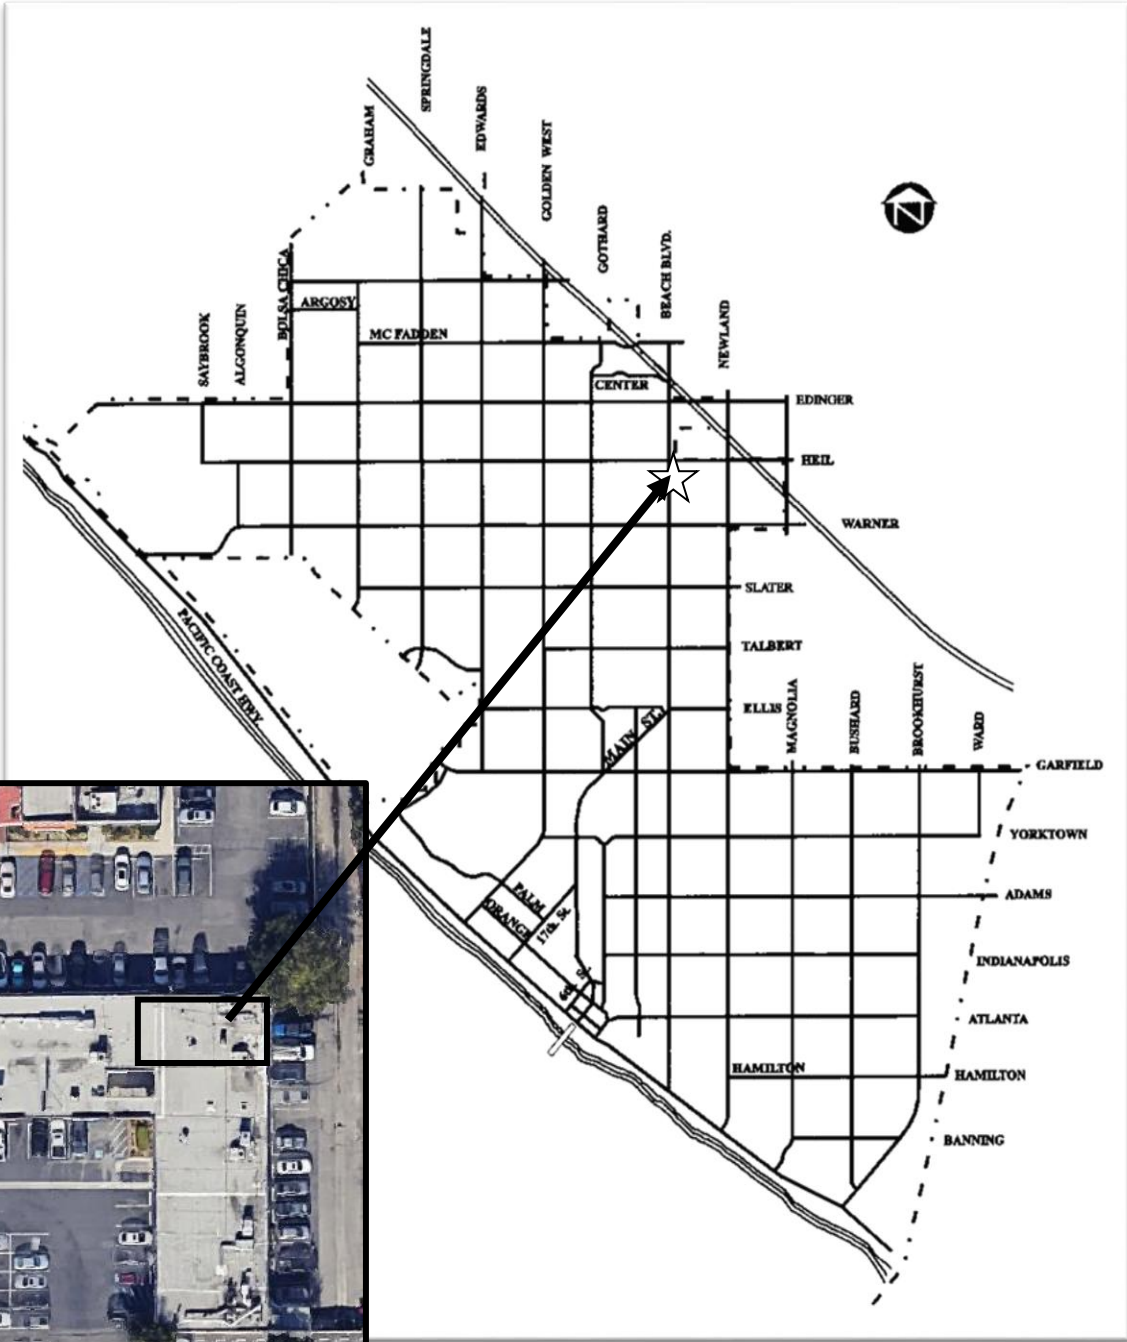 SPRINGDALE
EDWARDS
GRAHAM
GOLDEN WEST
GOTHARD
BEACH BLVD.
N
BOLSA CHICA
ARGOSY
SAYBROOK
ALGONQUIN
NEWLAND
MC FADDEN
CENTER
EDINGER
HEIL
WARNER
SLATER
PACIFIC COAST HWY.
TALBERT
ELLIS
MAIN ST.
MAGNOLIA
BUSHARD
BROOKHURST
WARD
GARFIELD
YORKTOWN
PALM
ORANGE
17th. St.
ADAMS
INDIANAPOLIS
6th. St.
ATLANTA
HAMILTON
HAMILTON
BANNING